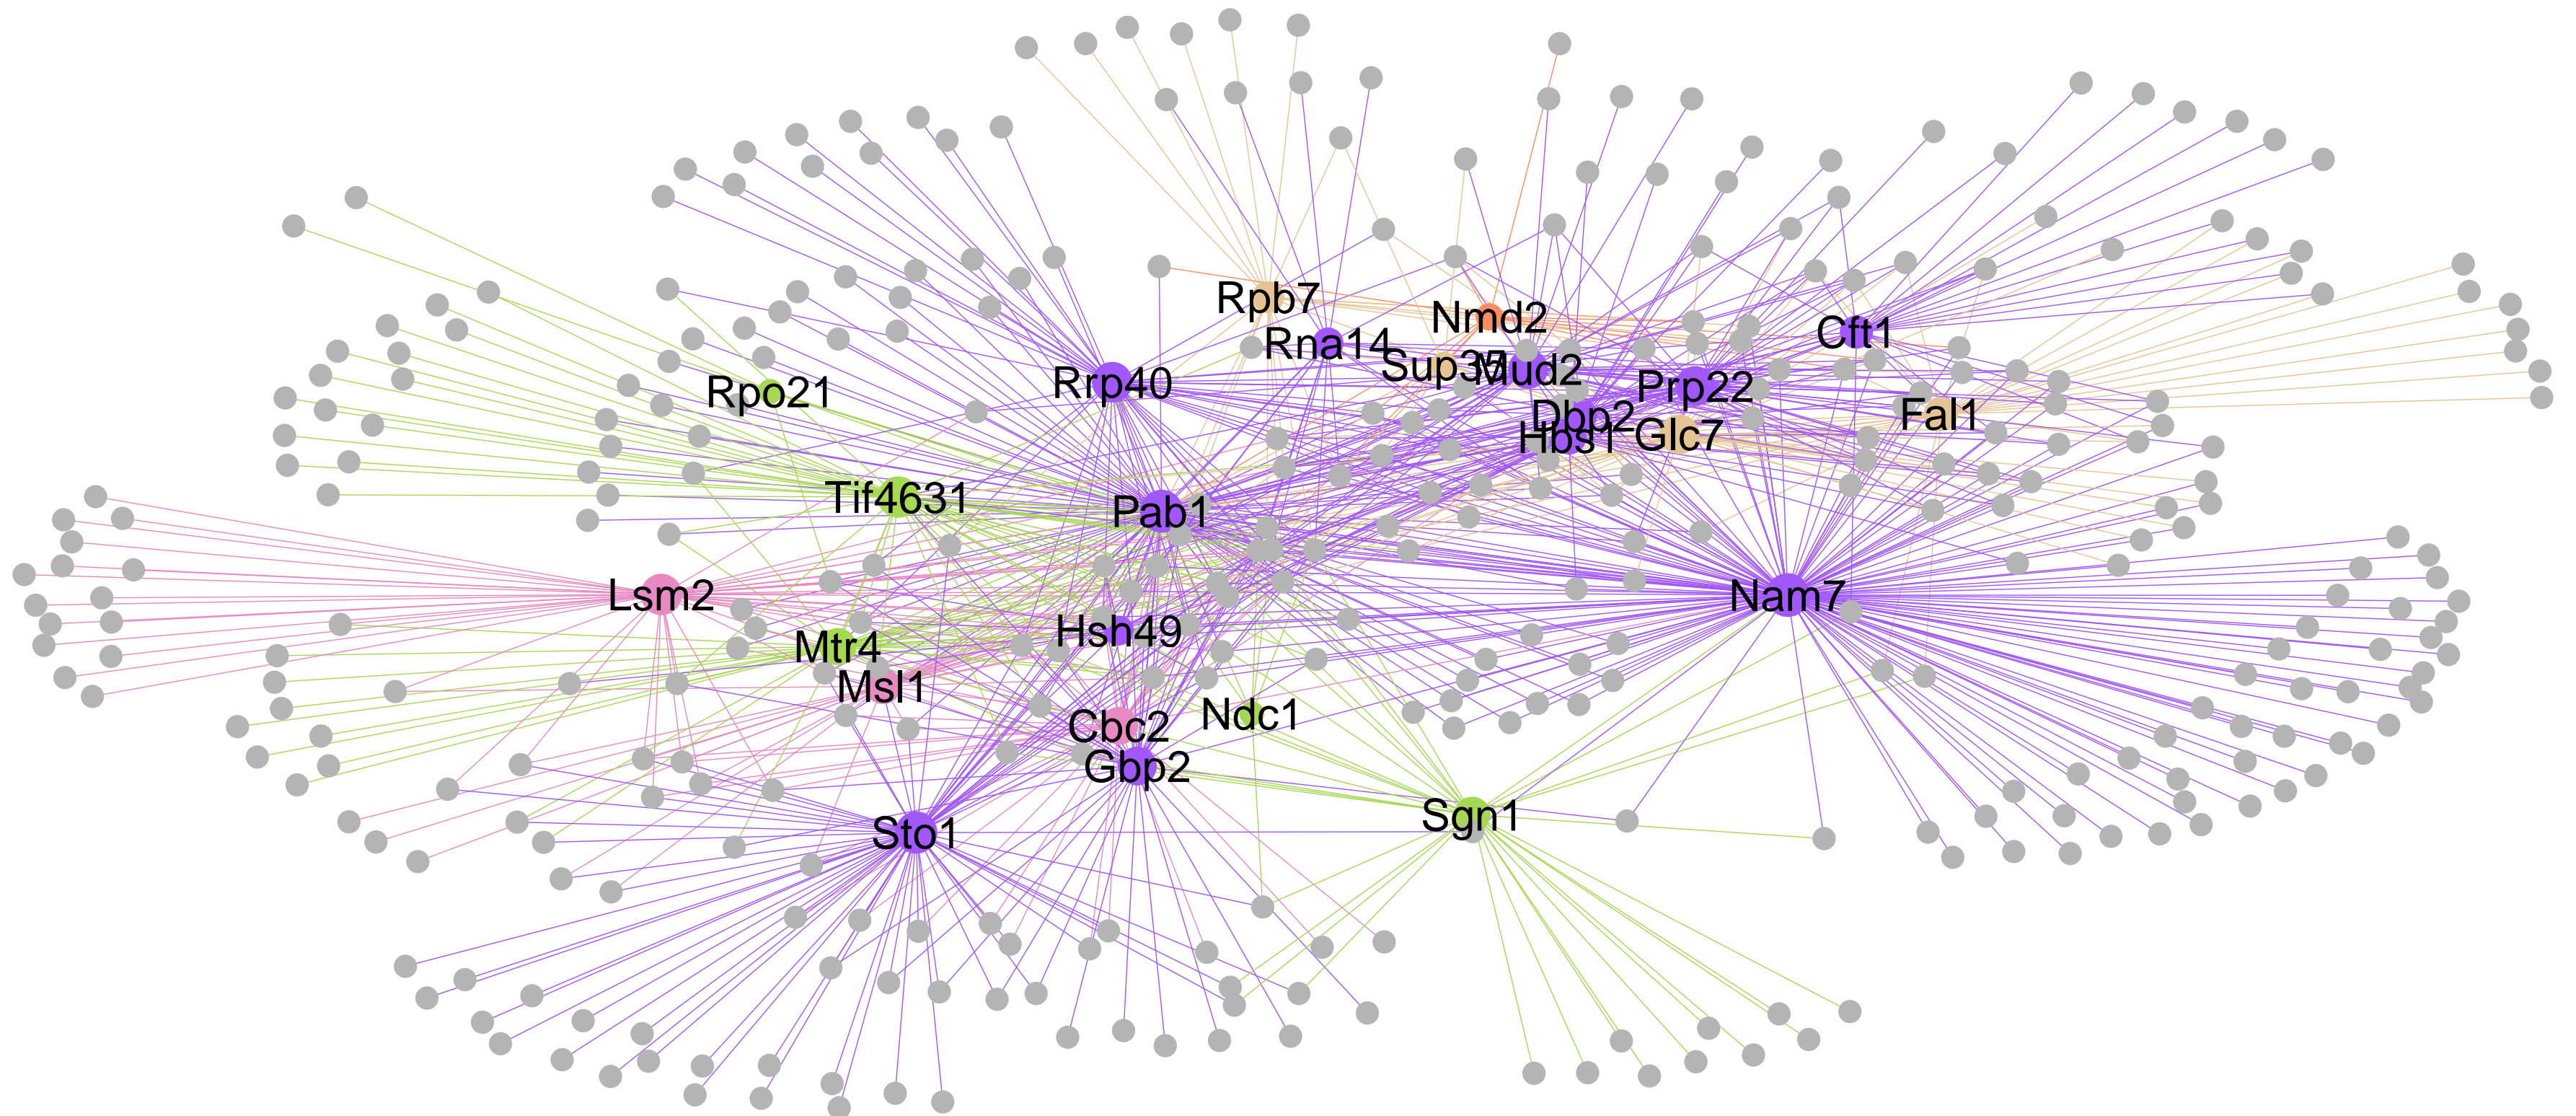 Rpb7
Nmd2
Rna14
Cft1
Sup35
Mud2
Rrp40
Prp22
Rpo21
Dbp2
Fal1
Hbs1
Glc7
Tif4631
Pab1
Lsm2
Nam7
Hsh49
Mtr4
Msl1
Ndc1
Cbc2
Gbp2
Sgn1
Sto1